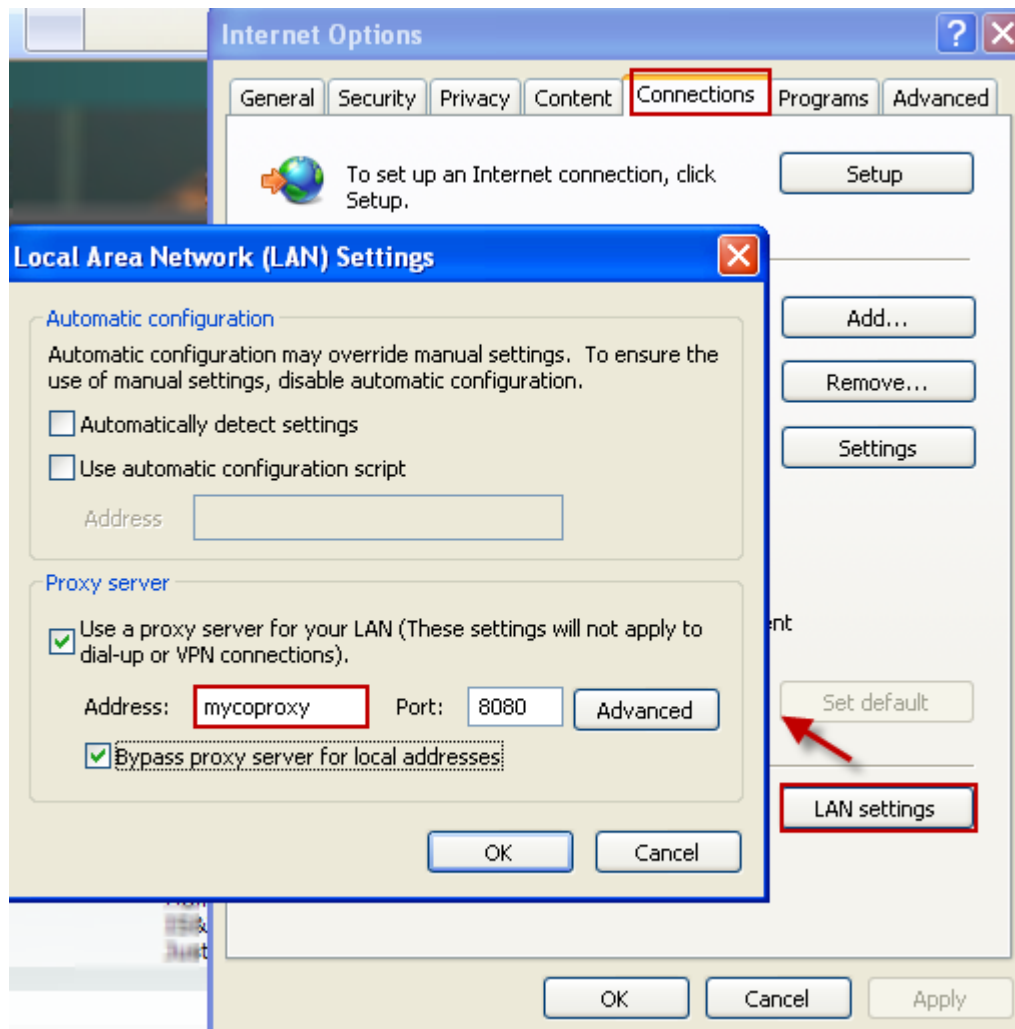 Internet Options
General Security Privacy Content Connections Programs Advanced
To set up an Internet connection, click
Setup.
Setup
Local Area Network (LAN) Settings
Automatic configuration
Automatic configuration may override manual settings. To ensure the
use of manual settings, disable automatic configuration.
Automatically detect settings
Use automatic configuration script
Address
Proxy server
Use a proxy server for your LAN (These settings will not apply to
dial-up or VPN connections).
Address: mycoproxy Port: 8080 Advanced
Bypass proxy server for local addresses
OK Cancel
Add...
Remove...
Settings
Set default
LAN settings
OK Cancel Apply